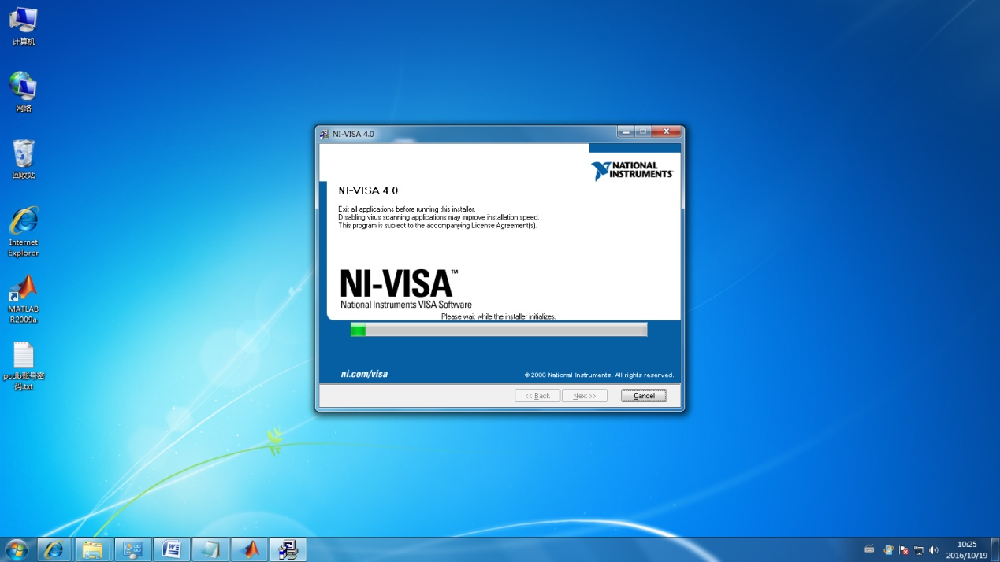 计算机
网络
回收站
Internet
Explorer
MATLAB
R2009a
pcdb账号密
码.txt
NI-VISA 4.0
NATIONAL
INSTRUMENTS
NI-VISA 4.0
Exit all applications before running this installer.
Disabling virus scanning applications may improve installation speed.
This program is subject to the accompanying License Agreement(s).
NI-VISA™
National Instruments VISA Software
Please wait while the installer initializes.
ni.com/visa
© 2006 National Instruments. All rights reserved.
<< Back
Next >>
Cancel
10:25
2016/10/19